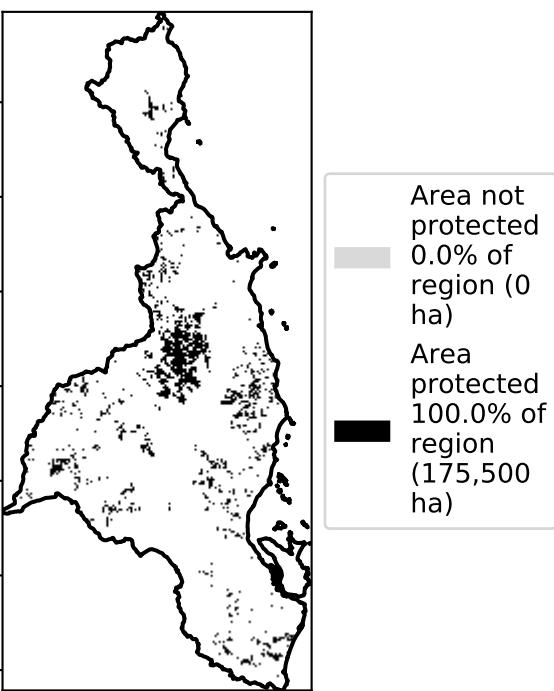 Area not
protected
0.0% of
region (0
ha)
Area
protected
100.0% of
region
(175,500
ha)